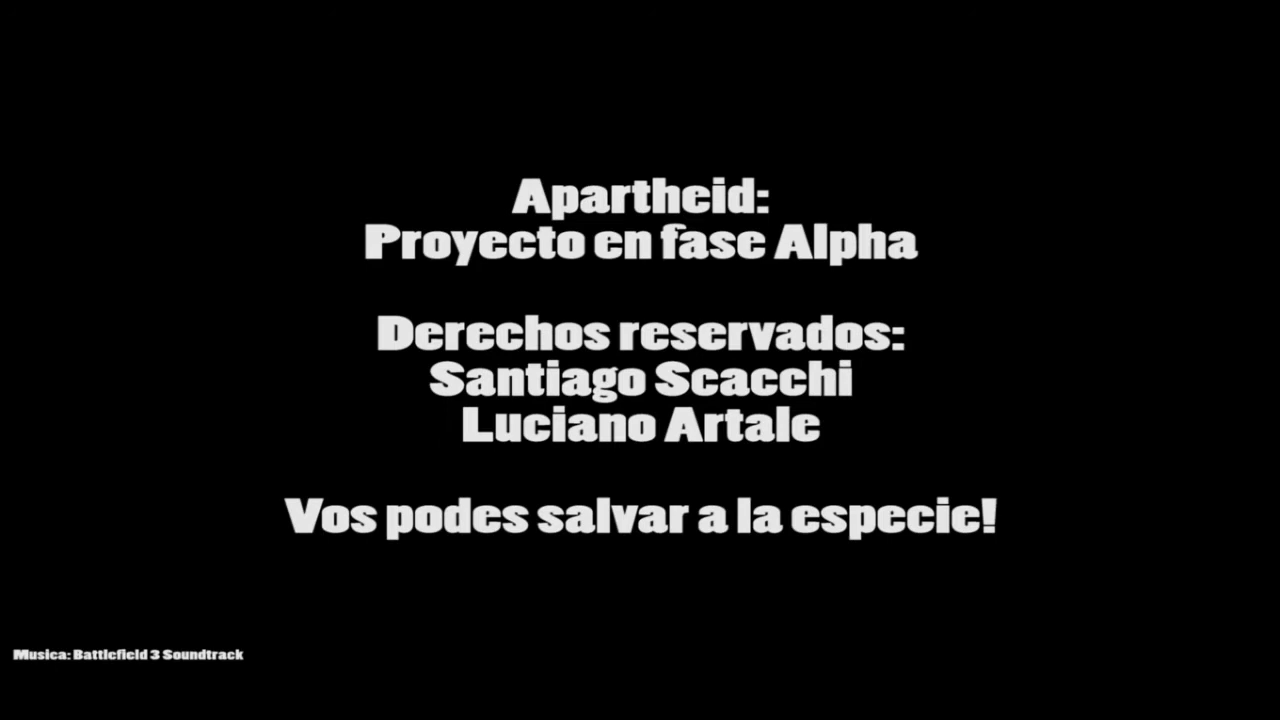 Apartheid:
Proyecto en fase Alpha
Derechos reservados:
Santiago Scacchi
Luciano Artale
Vos podes salvar a la especie!
Musica: Battlefield 3 Soundtrack